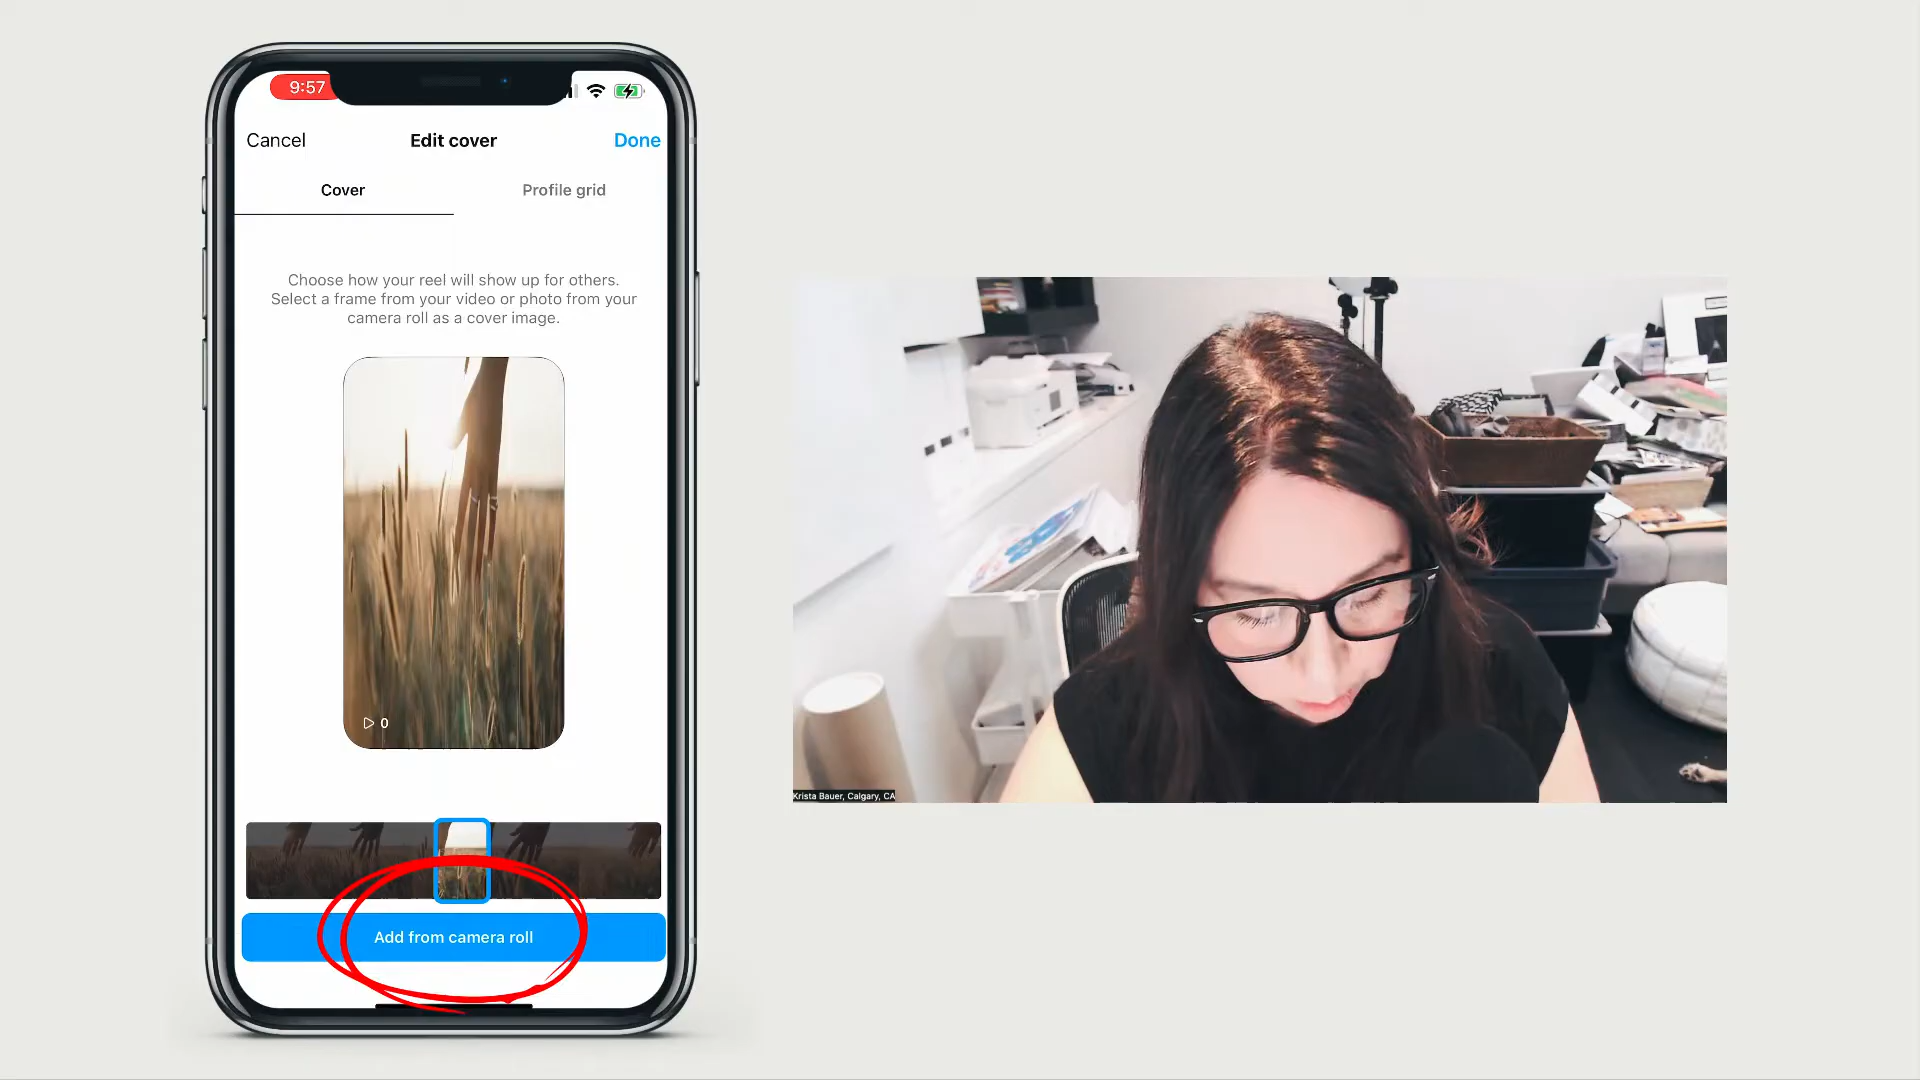 9:57
Cancel
Edit cover
Done
Cover
Profile grid
Choose how your reel will show up for others.
Select a frame from your video or photo from your
camera roll as a cover image.
0
Add from camera roll
Krista Bauer, Calgary, CA